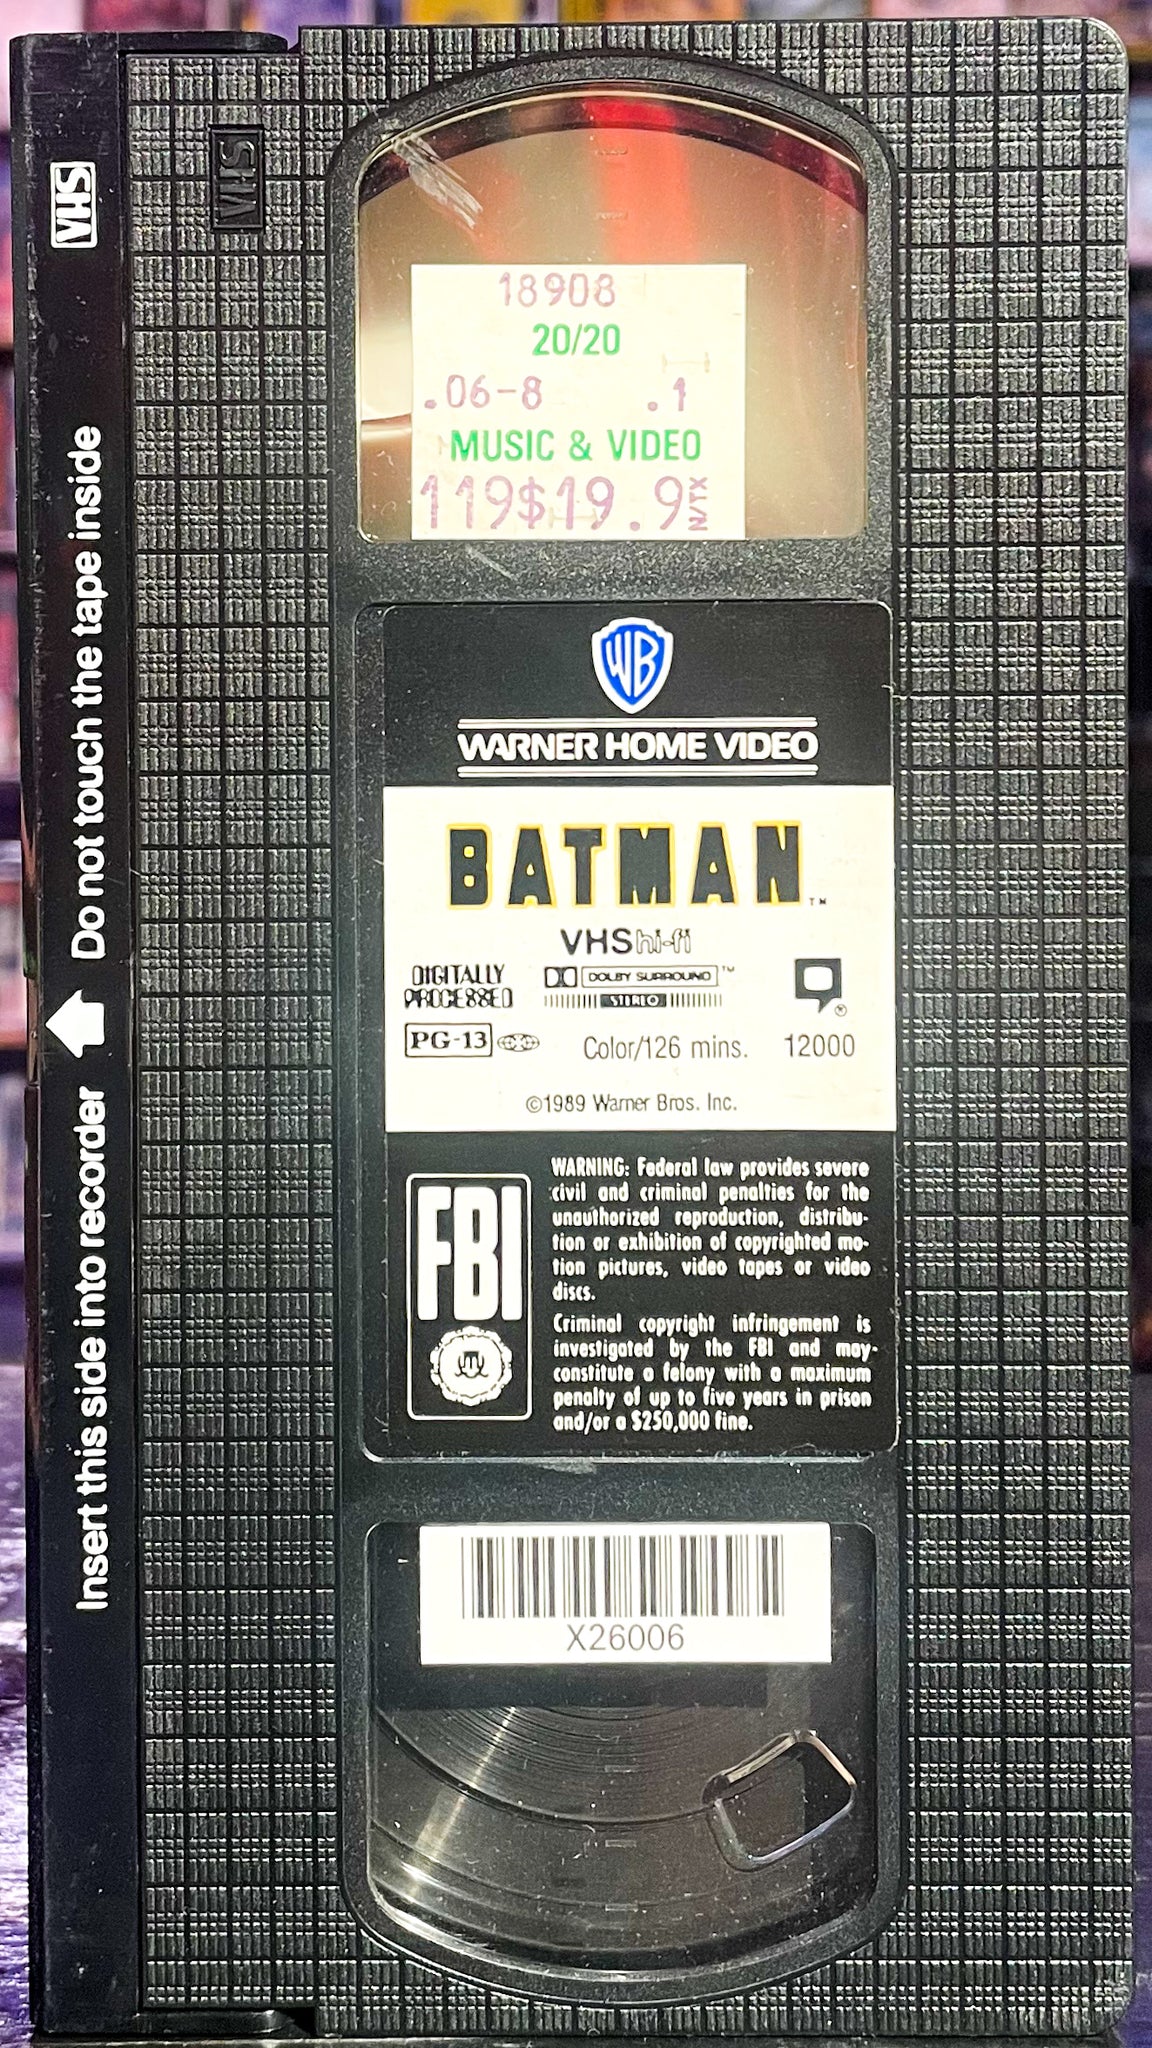 VHS
Do not touch the tape inside
Insert this side into recorder
VHS
18908
20/20
.06-8 .1
MUSIC & VIDEO
119$19.9
N/TX
WB
WARNER HOME VIDEO
BATMAN™
VHS hi-fi
DIGITALLY
PROCESSED
DOLBY SURROUND™
STEREO
®
PG-13
Color/126 mins.
12000
©1989 Warner Bros. Inc.
FBI
WARNING: Federal law provides severe
civil and criminal penalties for the
unauthorized reproduction, distribu-
tion or exhibition of copyrighted mo-
tion pictures, video tapes or video
discs.
Criminal copyright infringement is
investigated by the FBI and may
constitute a felony with a maximum
penalty of up to five years in prison
and/or a $250,000 fine.
X26006